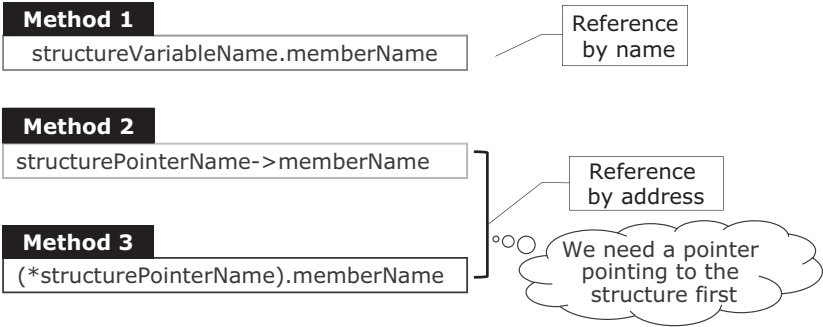 Method 1
structureVariableName.memberName
Reference
by name
Method 2
structurePointerName->memberName
Reference
by address
Method 3
(*structurePointerName).memberName
We need a pointer
pointing to the
structure first